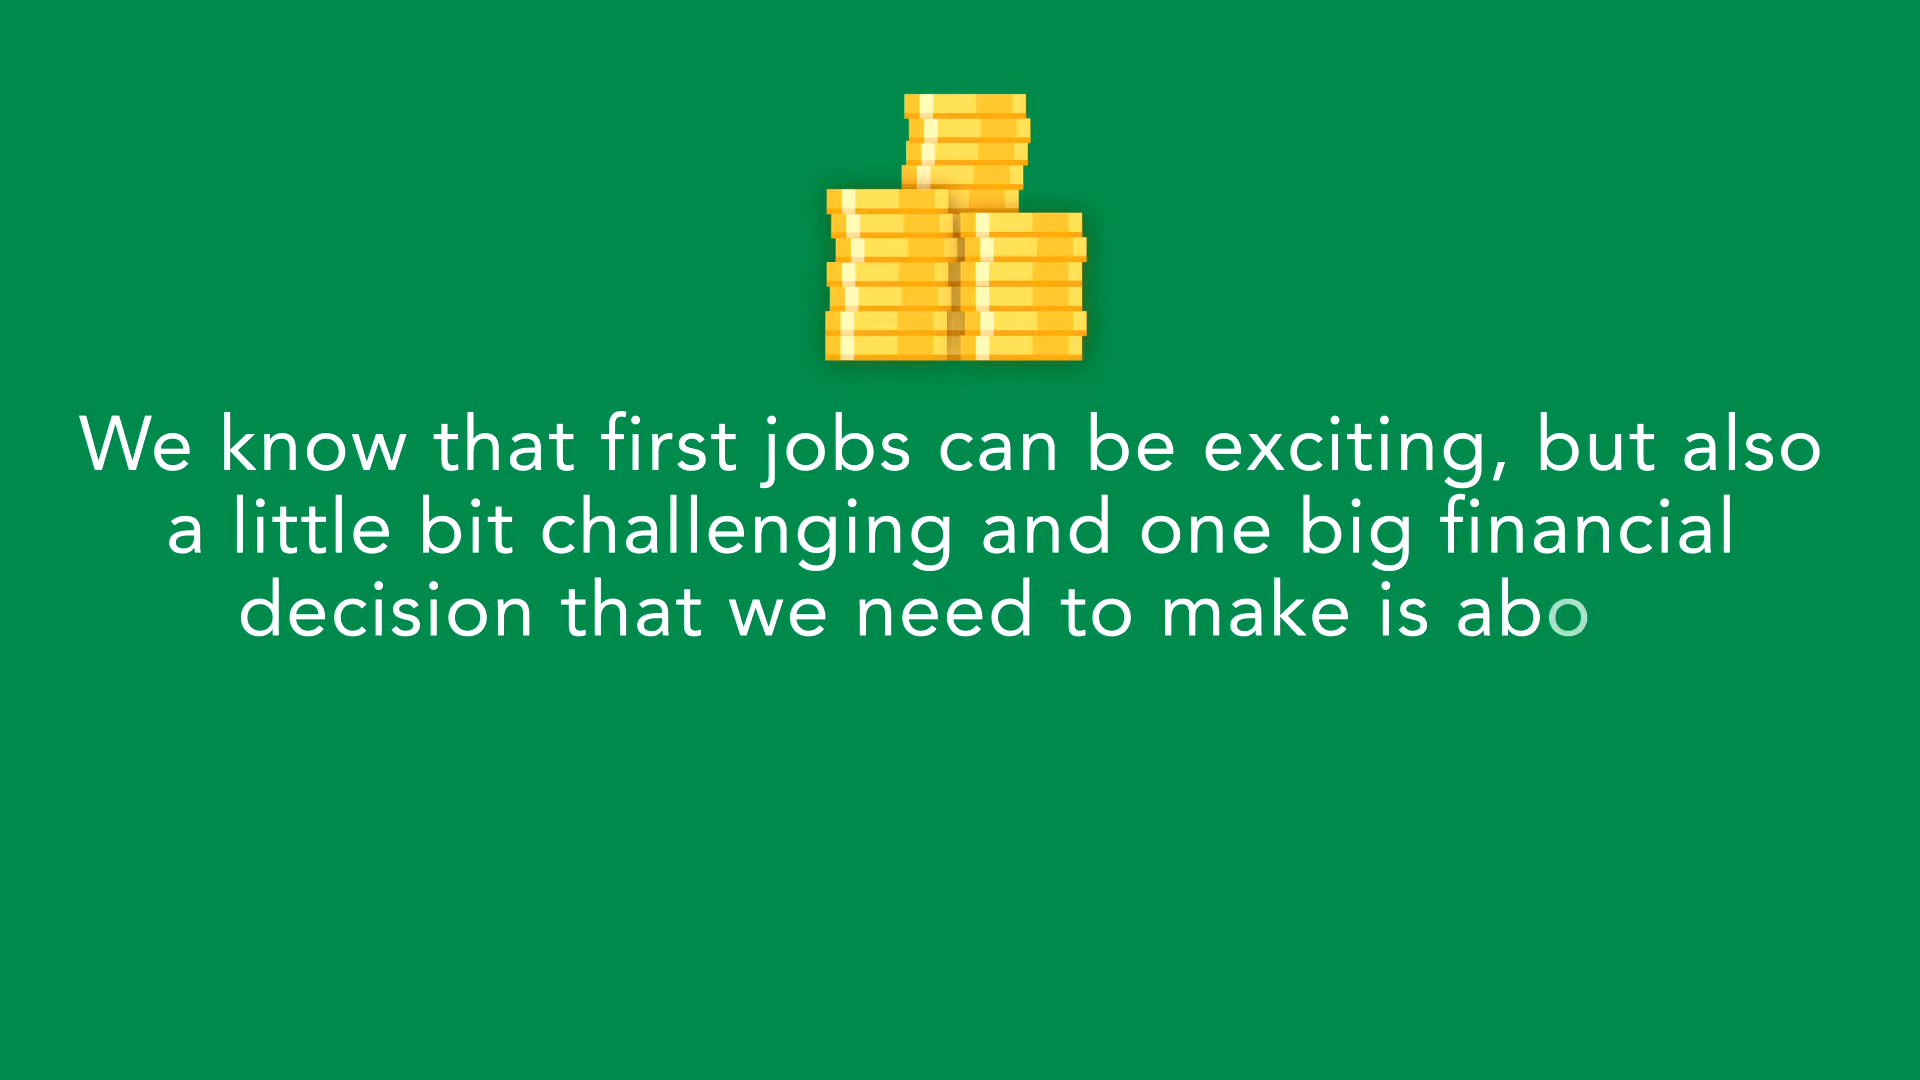 We know that first jobs can be exciting, but also
a little bit challenging and one big financial
decision that we need to make is abo